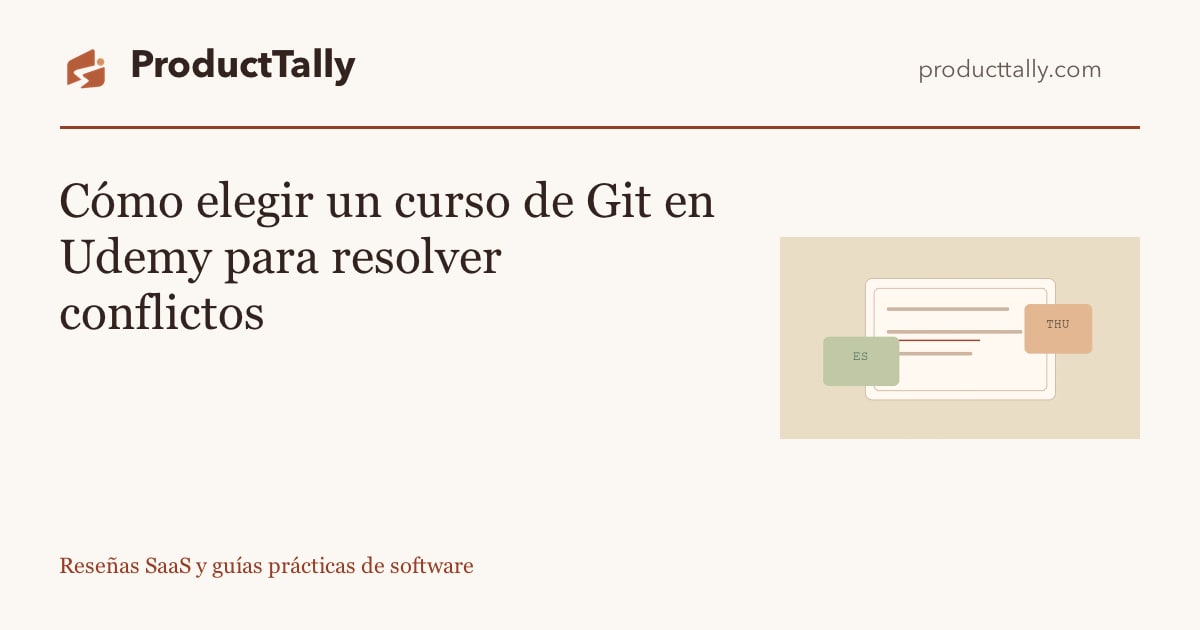 ProductTally
producttally.com
Cómo elegir un curso de Git en
Udemy para resolver
conflictos
THU
ES
Reseñas SaaS y guías prácticas de software